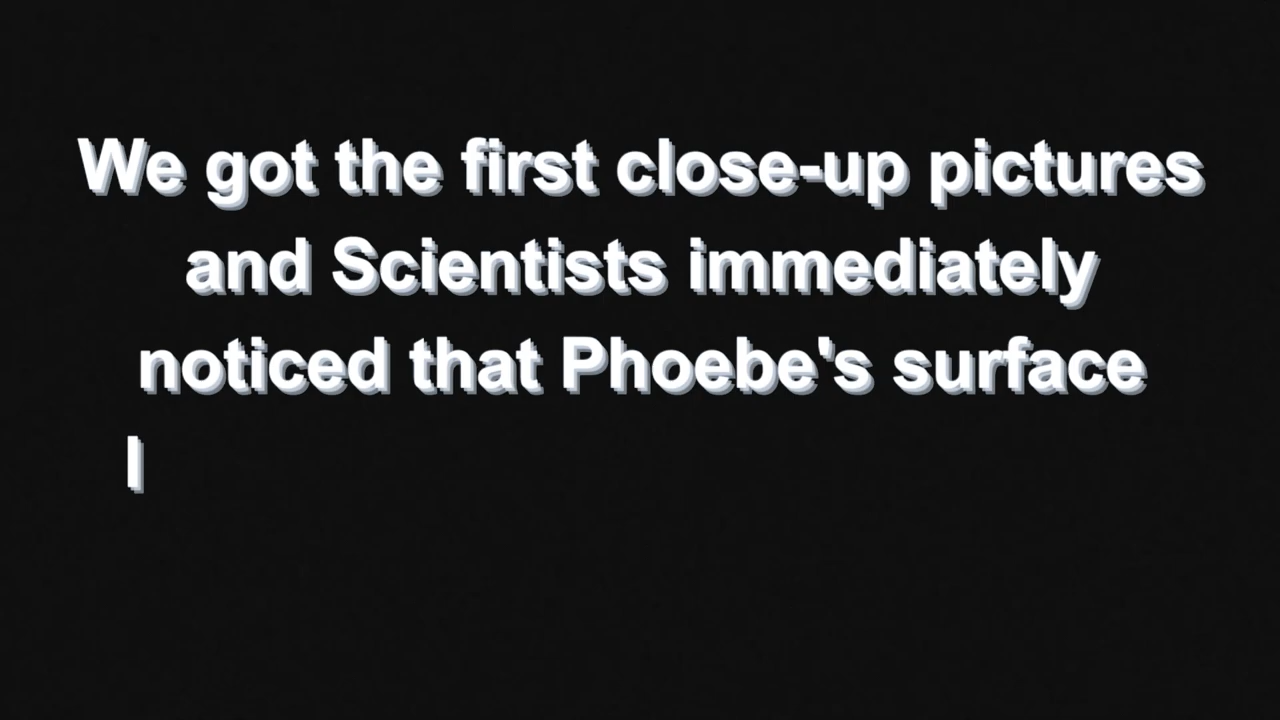 We got the first close-up pictures
and Scientists immediately
noticed that Phoebe's surface
l